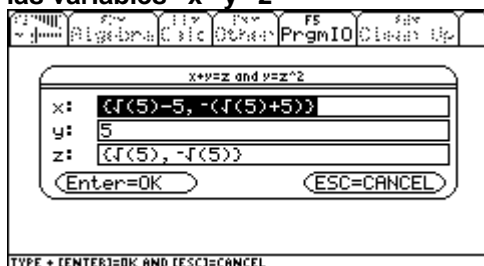 las variables "x" "y" "z"
F5
Algebra Calc Other PrgmIO Clean Up
x+y=z and y=z^2
x: {√(5)-5, -(√(5)+5)}
y: 5
z: {√(5), -√(5)}
Enter=OK ESC=CANCEL
TYPE + [ENTER]=OK AND [ESC]=CANCEL